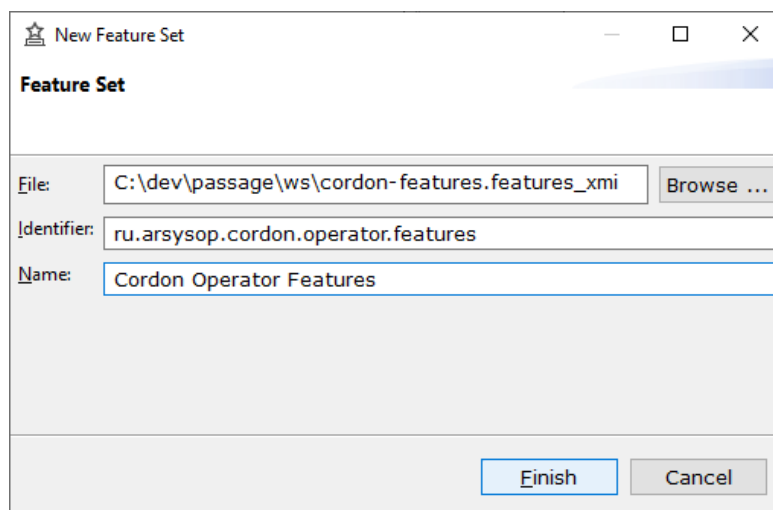 New Feature Set
Feature Set
File: C:\dev\passage\ws\cordon-features.features_xmi Browse ...
Identifier: ru.arsysop.cordon.operator.features
Name: Cordon Operator Features
Finish Cancel